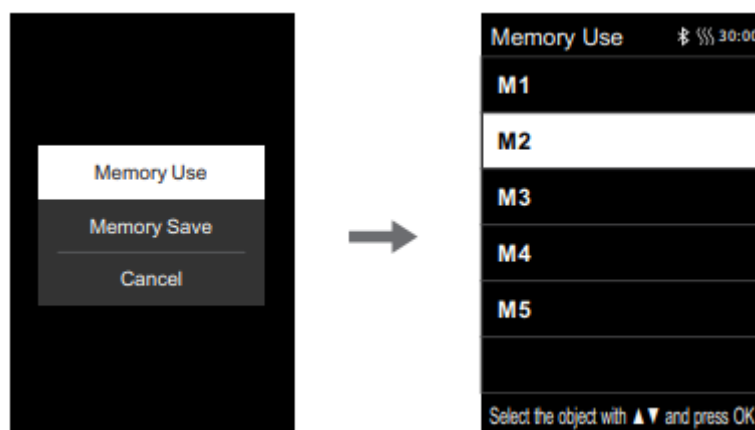 Memory Use
Memory Save
Cancel
Memory Use 30:00
M1
M2
M3
M4
M5
Select the object with ▲▼ and press OK